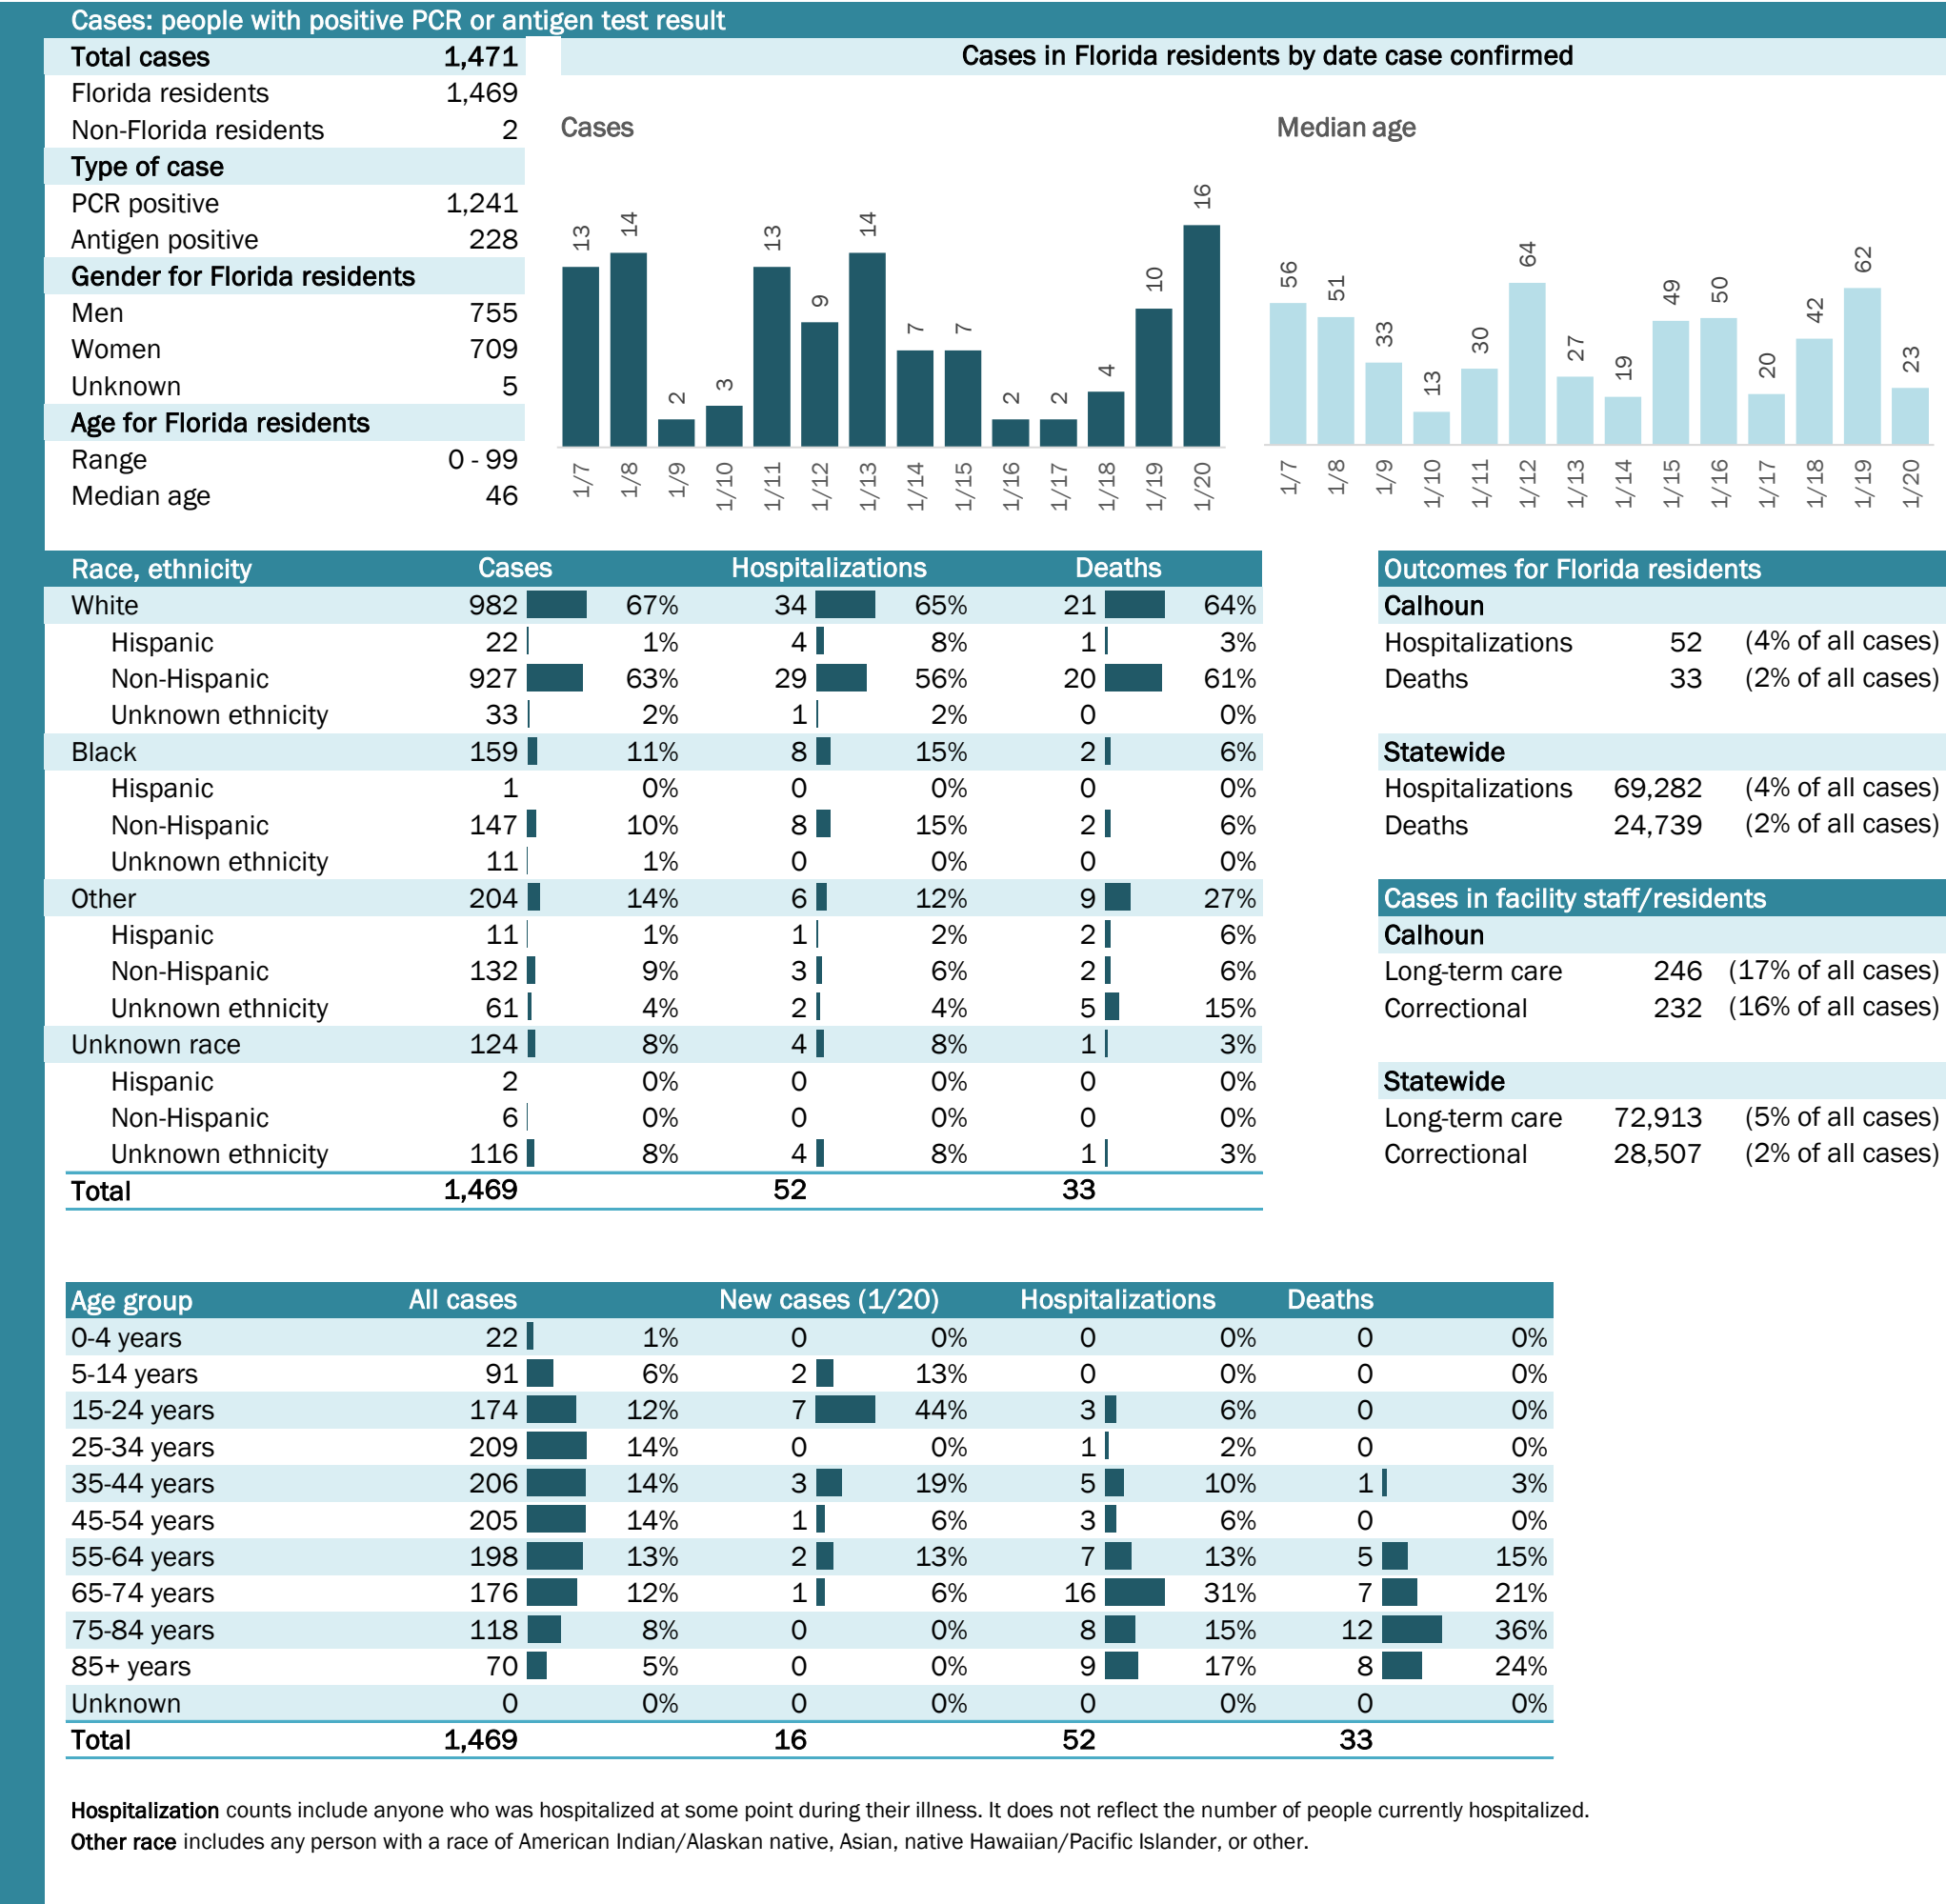 Cases: people with positive PCR or antigen test result
Total cases 1,471
Florida residents 1,469
Non-Florida residents 2
Type of case
PCR positive 1,241
Antigen positive 228
Gender for Florida residents
Men 755
Women 709
Unknown 5
Age for Florida residents
Range 0 - 99
Median age 46
Cases in Florida residents by date case confirmed
Cases
13 14 2 3 13 9 14 7 7 2 2 4 10 16
1/7 1/8 1/9 1/10 1/11 1/12 1/13 1/14 1/15 1/16 1/17 1/18 1/19 1/20
Median age
56 51 33 13 30 64 27 19 49 50 20 42 62 23
1/7 1/8 1/9 1/10 1/11 1/12 1/13 1/14 1/15 1/16 1/17 1/18 1/19 1/20
Race, ethnicity Cases Hospitalizations Deaths
White 982 67% 34 65% 21 64%
Hispanic 22 1% 4 8% 1 3%
Non-Hispanic 927 63% 29 56% 20 61%
Unknown ethnicity 33 2% 1 2% 0 0%
Black 159 11% 8 15% 2 6%
Hispanic 1 0% 0 0% 0 0%
Non-Hispanic 147 10% 8 15% 2 6%
Unknown ethnicity 11 1% 0 0% 0 0%
Other 204 14% 6 12% 9 27%
Hispanic 11 1% 1 2% 2 6%
Non-Hispanic 132 9% 3 6% 2 6%
Unknown ethnicity 61 4% 2 4% 5 15%
Unknown race 124 8% 4 8% 1 3%
Hispanic 2 0% 0 0% 0 0%
Non-Hispanic 6 0% 0 0% 0 0%
Unknown ethnicity 116 8% 4 8% 1 3%
Total 1,469 52 33
Outcomes for Florida residents
Calhoun
Hospitalizations 52 (4% of all cases)
Deaths 33 (2% of all cases)
Statewide
Hospitalizations 69,282 (4% of all cases)
Deaths 24,739 (2% of all cases)
Cases in facility staff/residents
Calhoun
Long-term care 246 (17% of all cases)
Correctional 232 (16% of all cases)
Statewide
Long-term care 72,913 (5% of all cases)
Correctional 28,507 (2% of all cases)
Age group All cases New cases (1/20) Hospitalizations Deaths
0-4 years 22 1% 0 0% 0 0% 0 0%
5-14 years 91 6% 2 13% 0 0% 0 0%
15-24 years 174 12% 7 44% 3 6% 0 0%
25-34 years 209 14% 0 0% 1 2% 0 0%
35-44 years 206 14% 3 19% 5 10% 1 3%
45-54 years 205 14% 1 6% 3 6% 0 0%
55-64 years 198 13% 2 13% 7 13% 5 15%
65-74 years 176 12% 1 6% 16 31% 7 21%
75-84 years 118 8% 0 0% 8 15% 12 36%
85+ years 70 5% 0 0% 9 17% 8 24%
Unknown 0 0% 0 0% 0 0% 0 0%
Total 1,469 16 52 33
Hospitalization counts include anyone who was hospitalized at some point during their illness. It does not reflect the number of people currently hospitalized.
Other race includes any person with a race of American Indian/Alaskan native, Asian, native Hawaiian/Pacific Islander, or other.